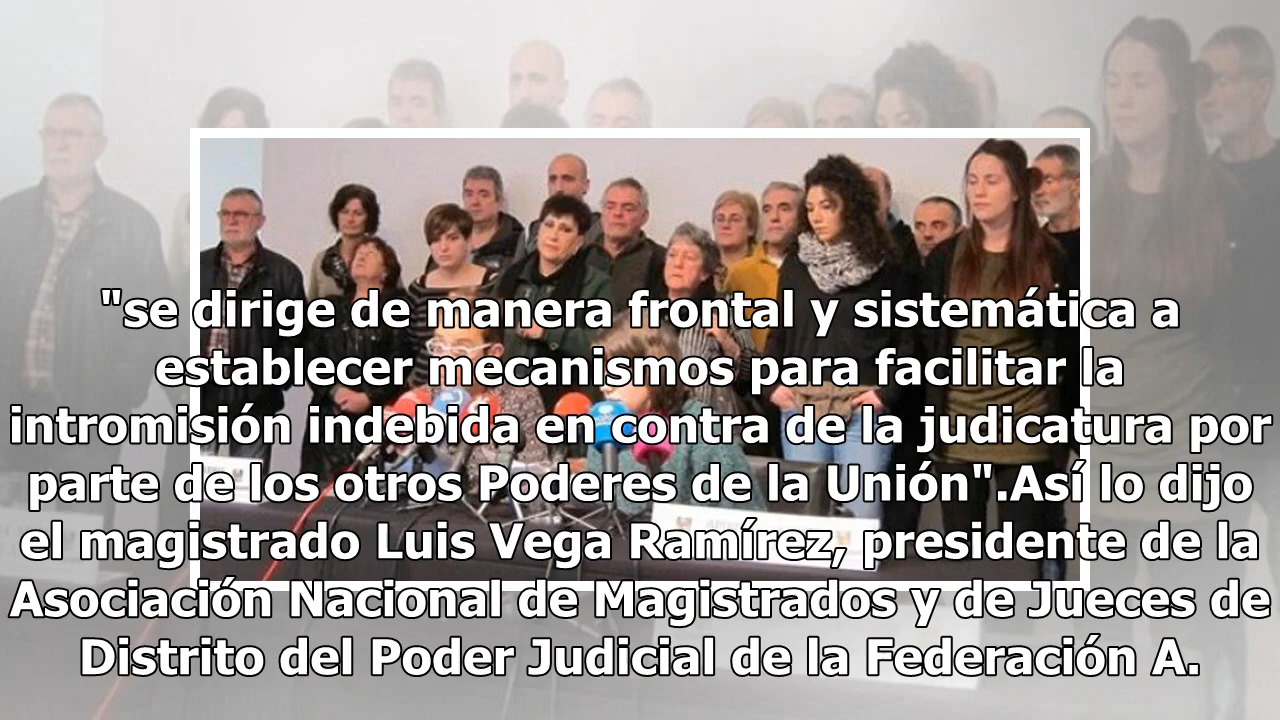 "se dirige de manera frontal y sistemática a
establecer mecanismos para facilitar la
intromisión indebida en contra de la judicatura por
parte de los otros Poderes de la Unión".Así lo dijo
el magistrado Luis Vega Ramírez, presidente de la
Asociación Nacional de Magistrados y de Jueces de
Distrito del Poder Judicial de la Federación A.